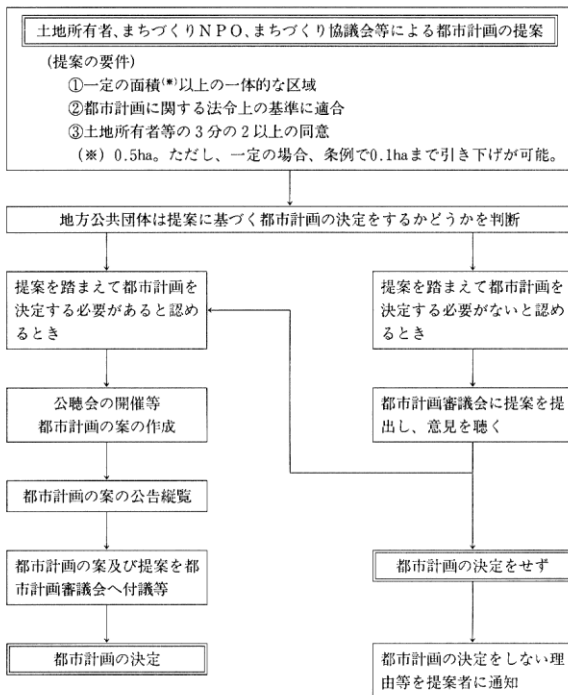 土地所有者、まちづくりNPO、まちづくり協議会等による都市計画の提案
(提案の要件)
①一定の面積(※)以上の一体的な区域
②都市計画に関する法令上の基準に適合
③土地所有者等の3分の2以上の同意
(※) 0.5ha。ただし、一定の場合、条例で0.1haまで引き下げが可能。
地方公共団体は提案に基づく都市計画の決定をするかどうかを判断
提案を踏まえて都市計画を
決定する必要があると認め
るとき
公聴会の開催等
都市計画の案の作成
都市計画の案の公告縦覧
都市計画の案及び提案を都
市計画審議会へ付議等
都市計画の決定
提案を踏まえて都市計画を
決定する必要がないと認め
るとき
都市計画審議会に提案を提
出し、意見を聴く
都市計画の決定をせず
都市計画の決定をしない理
由等を提案者に通知